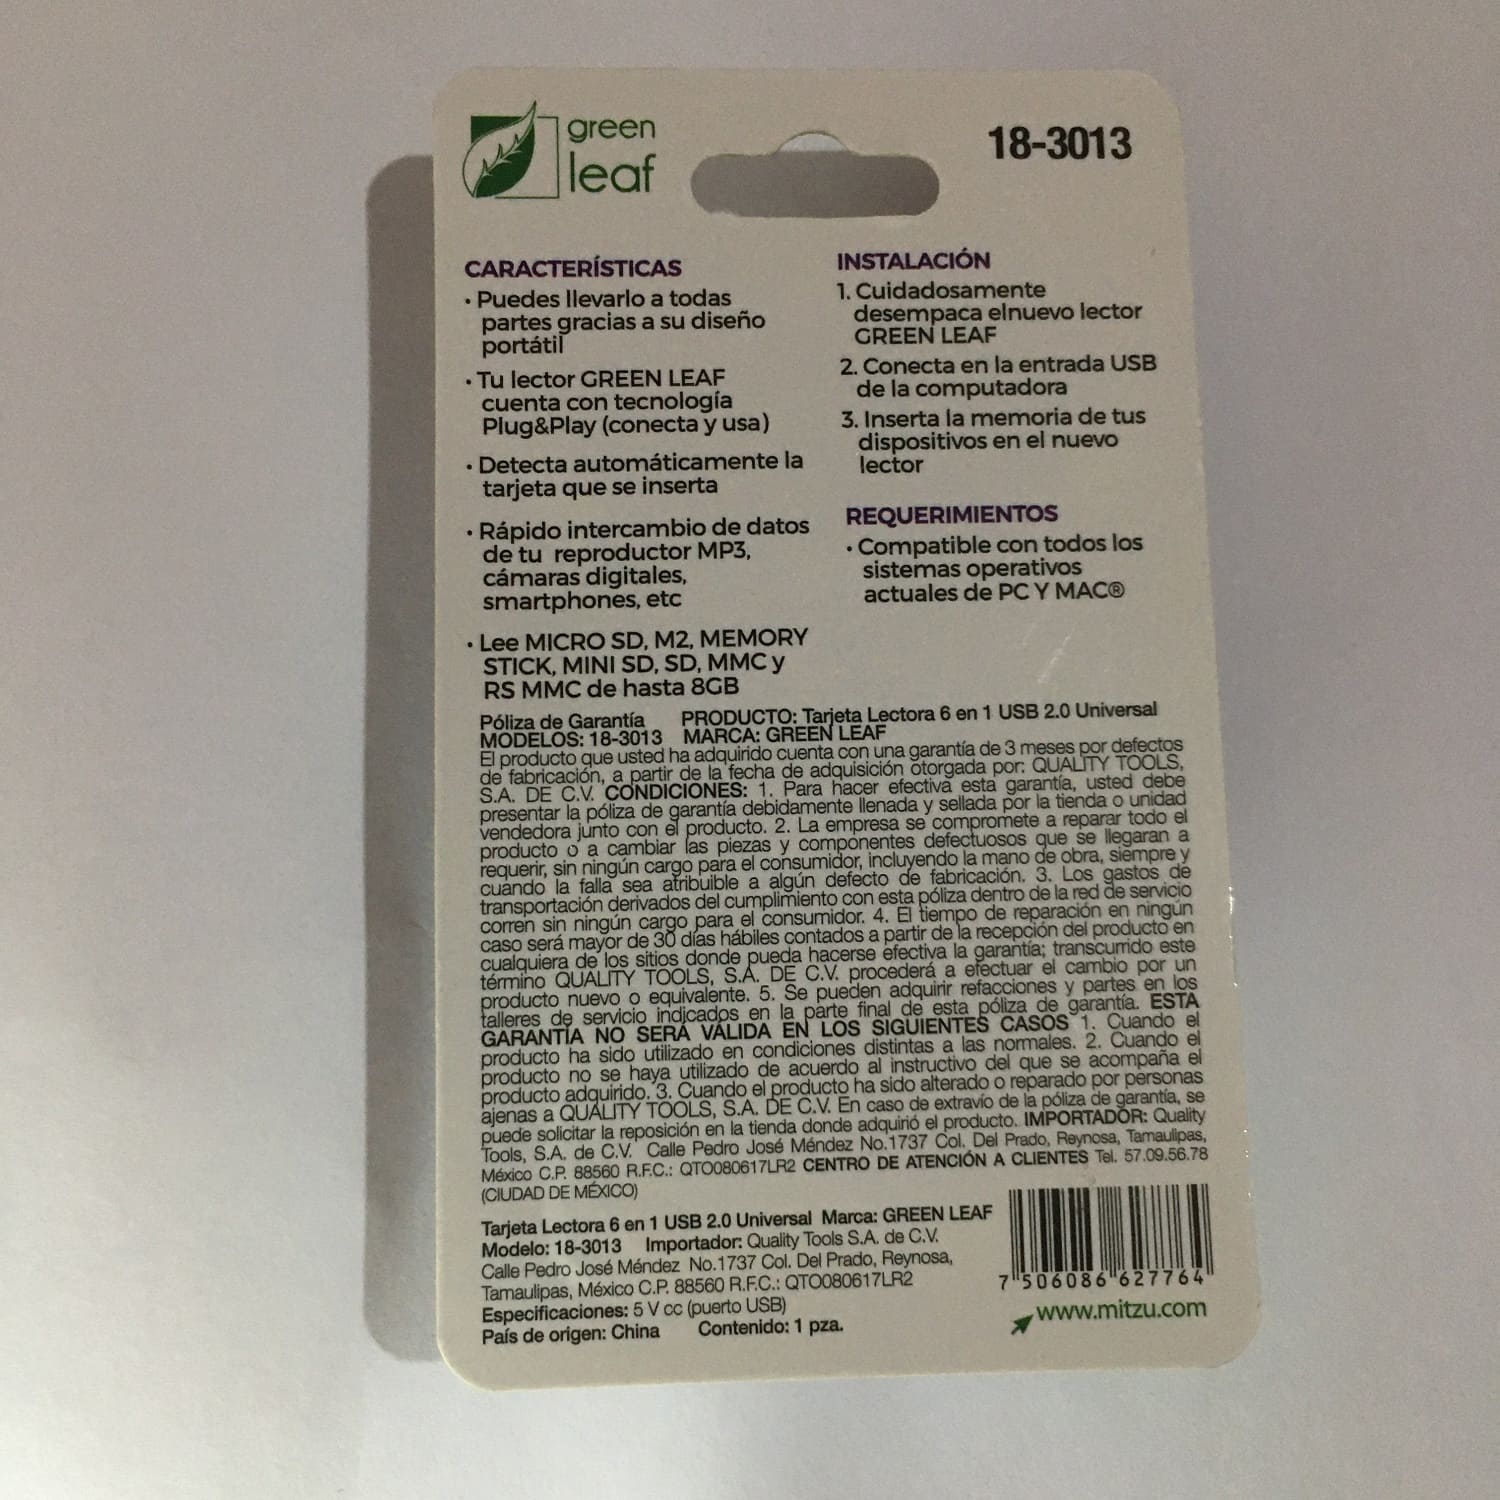 green
leaf
18-3013
CARACTERÍSTICAS
• Puedes llevarlo a todas
partes gracias a su diseño
portátil
• Tu lector GREEN LEAF
cuenta con tecnología
Plug&Play (conecta y usa)
• Detecta automáticamente la
tarjeta que se inserta
• Rápido intercambio de datos
de tu reproductor MP3,
cámaras digitales,
smartphones, etc
• Lee MICRO SD, M2, MEMORY
STICK, MINI SD, SD, MMC y
RS MMC de hasta 8GB
INSTALACIÓN
1. Cuidadosamente
desempaca elnuevo lector
GREEN LEAF
2. Conecta en la entrada USB
de la computadora
3. Inserta la memoria de tus
dispositivos en el nuevo
lector
REQUERIMIENTOS
• Compatible con todos los
sistemas operativos
actuales de PC Y MAC®
Póliza de Garantía PRODUCTO: Tarjeta Lectora 6 en 1 USB 2.0 Universal
MODELOS: 18-3013 MARCA: GREEN LEAF
El producto que usted ha adquirido cuenta con una garantía de 3 meses por defectos
de fabricación, a partir de la fecha de adquisición otorgada por: QUALITY TOOLS,
S.A. DE C.V. CONDICIONES: 1. Para hacer efectiva esta garantía, usted debe
presentar la póliza de garantía debidamente llenada y sellada por la tienda o unidad
vendedora junto con el producto. 2. La empresa se compromete a reparar todo el
producto o a cambiar las piezas y componentes defectuosos que se llegaran a
requerir, sin ningún cargo para el consumidor, incluyendo la mano de obra, siempre y
cuando la falla sea atribuible a algún defecto de fabricación. 3. Los gastos de
transportación derivados del cumplimiento con esta póliza dentro de la red de servicio
corren sin ningún cargo para el consumidor. 4. El tiempo de reparación en ningún
caso será mayor de 30 días hábiles contados a partir de la recepción del producto en
cualquiera de los sitios donde pueda hacerse efectiva la garantía; transcurrido este
término QUALITY TOOLS, S.A. DE C.V. procederá a efectuar el cambio por un
producto nuevo o equivalente. 5. Se pueden adquirir refacciones y partes en los
talleres de servicio indicados en la parte final de esta póliza de garantía. ESTA
GARANTÍA NO SERÁ VÁLIDA EN LOS SIGUIENTES CASOS 1. Cuando el
producto ha sido utilizado en condiciones distintas a las normales. 2. Cuando el
producto no se haya utilizado de acuerdo al instructivo del que se acompaña el
producto adquirido. 3. Cuando el producto ha sido alterado o reparado por personas
ajenas a QUALITY TOOLS, S.A. DE C.V. En caso de extravío de la póliza de garantía, se
puede solicitar la reposición en la tienda donde adquirió el producto. IMPORTADOR: Quality
Tools, S.A. de C.V. Calle Pedro José Méndez No.1737 Col. Del Prado, Reynosa, Tamaulipas,
México C.P. 88560 R.F.C.: QTO080617LR2 CENTRO DE ATENCIÓN A CLIENTES Tel. 57.09.56.78
(CIUDAD DE MÉXICO)
Tarjeta Lectora 6 en 1 USB 2.0 Universal Marca: GREEN LEAF
Modelo: 18-3013 Importador: Quality Tools S.A. de C.V.
Calle Pedro José Méndez No.1737 Col. Del Prado, Reynosa,
Tamaulipas, México C.P. 88560 R.F.C.: QTO080617LR2
Especificaciones: 5 V cc (puerto USB)
País de origen: China Contenido: 1 pza.
7 506086 627764
www.mitzu.com